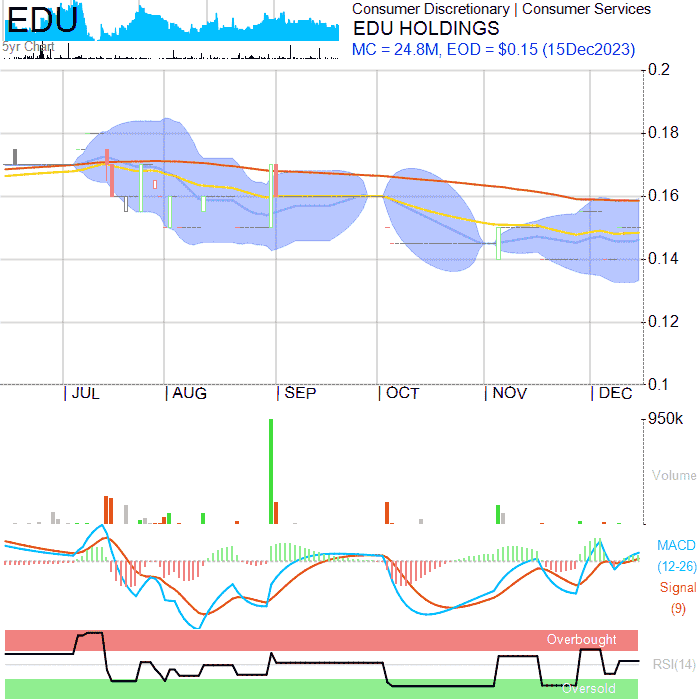 EDU
5yr Chart
Consumer Discretionary | Consumer Services
EDU HOLDINGS
MC = 24.8M, EOD = $0.15 (15Dec2023)
0.2
0.18
0.16
0.14
0.12
0.1
JUL AUG SEP OCT NOV DEC
950k
Volume
MACD
(12-26)
Signal
(9)
Overbought
RSI(14)
Oversold